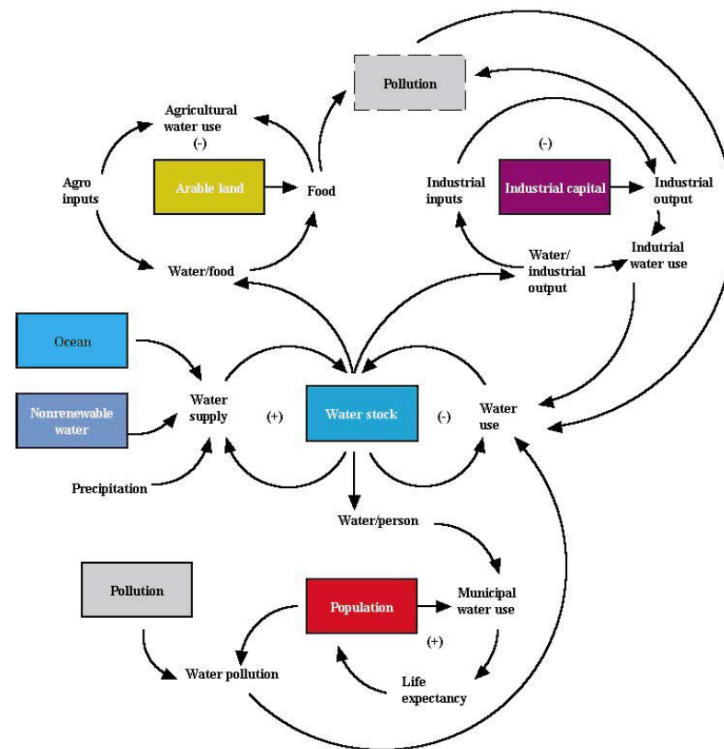 Pollution
Agricultural
water use
(-)
Arable land
Food
Agro
inputs
Water/food
(-)
Industrial
inputs
Industrial capital
Industrial
output
Water/
industrial
output
Indutrial
water use
Ocean
Nonrenewable
water
Water
supply
(+)
Water stock
(-)
Water
use
Precipitation
Water/person
Pollution
Population
Municipal
water use
(+)
Water pollution
Life
expectancy